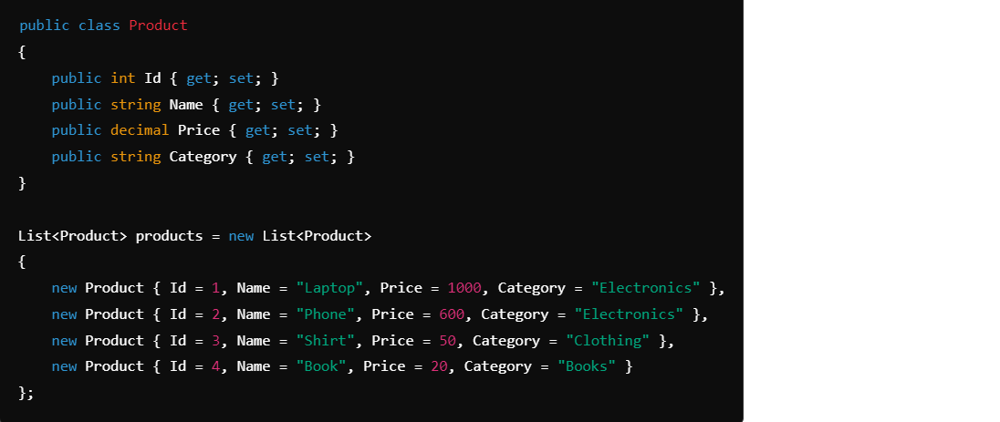 public class Product
{
    public int Id { get; set; }
    public string Name { get; set; }
    public decimal Price { get; set; }
    public string Category { get; set; }
}
List<Product> products = new List<Product>
{
    new Product { Id = 1, Name = "Laptop", Price = 1000, Category = "Electronics" },
    new Product { Id = 2, Name = "Phone", Price = 600, Category = "Electronics" },
    new Product { Id = 3, Name = "Shirt", Price = 50, Category = "Clothing" },
    new Product { Id = 4, Name = "Book", Price = 20, Category = "Books" }
};